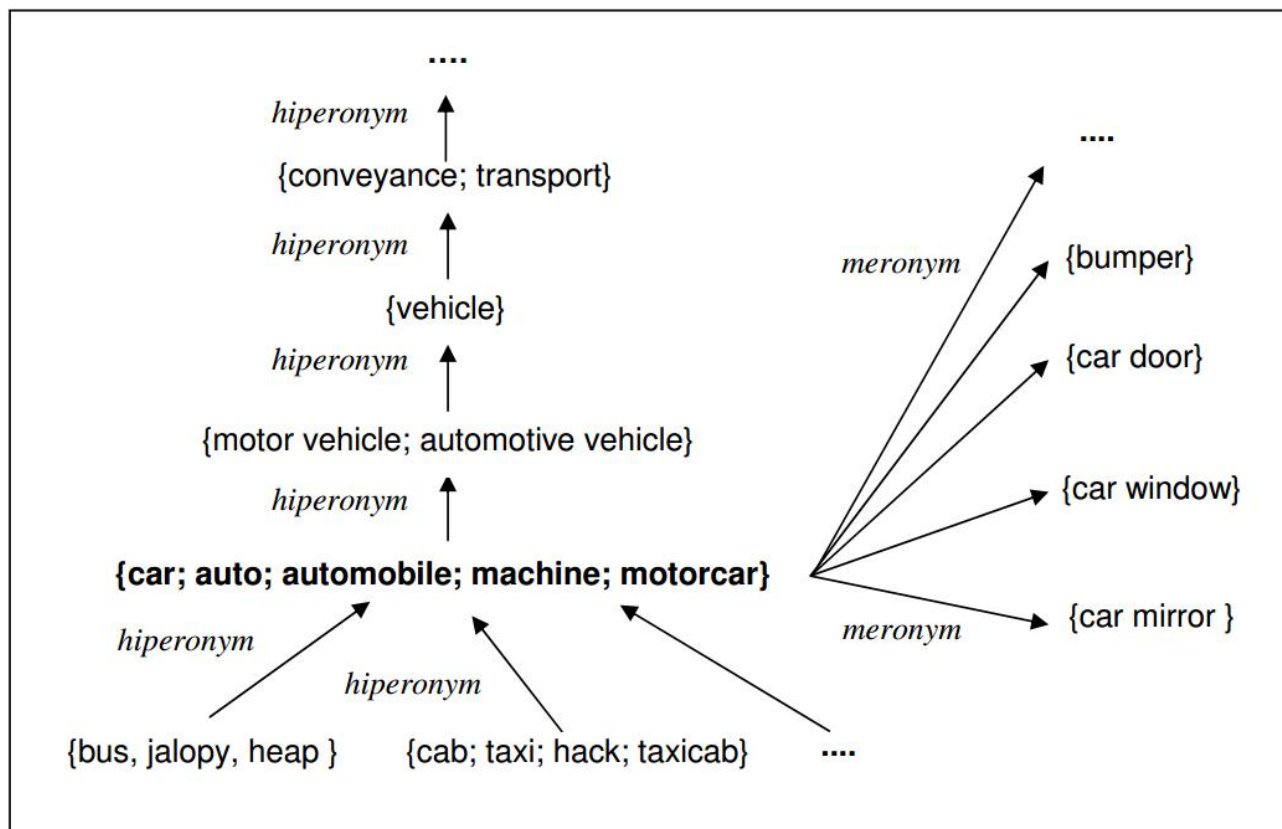 ....
hiperonym
{conveyance; transport}
hiperonym
{vehicle}
hiperonym
{motor vehicle; automotive vehicle}
hiperonym
{car; auto; automobile; machine; motorcar}
hiperonym
hiperonym
{bus, jalopy, heap }
{cab; taxi; hack; taxicab}
....
....
meronym
{bumper}
{car door}
{car window}
{car mirror }
meronym